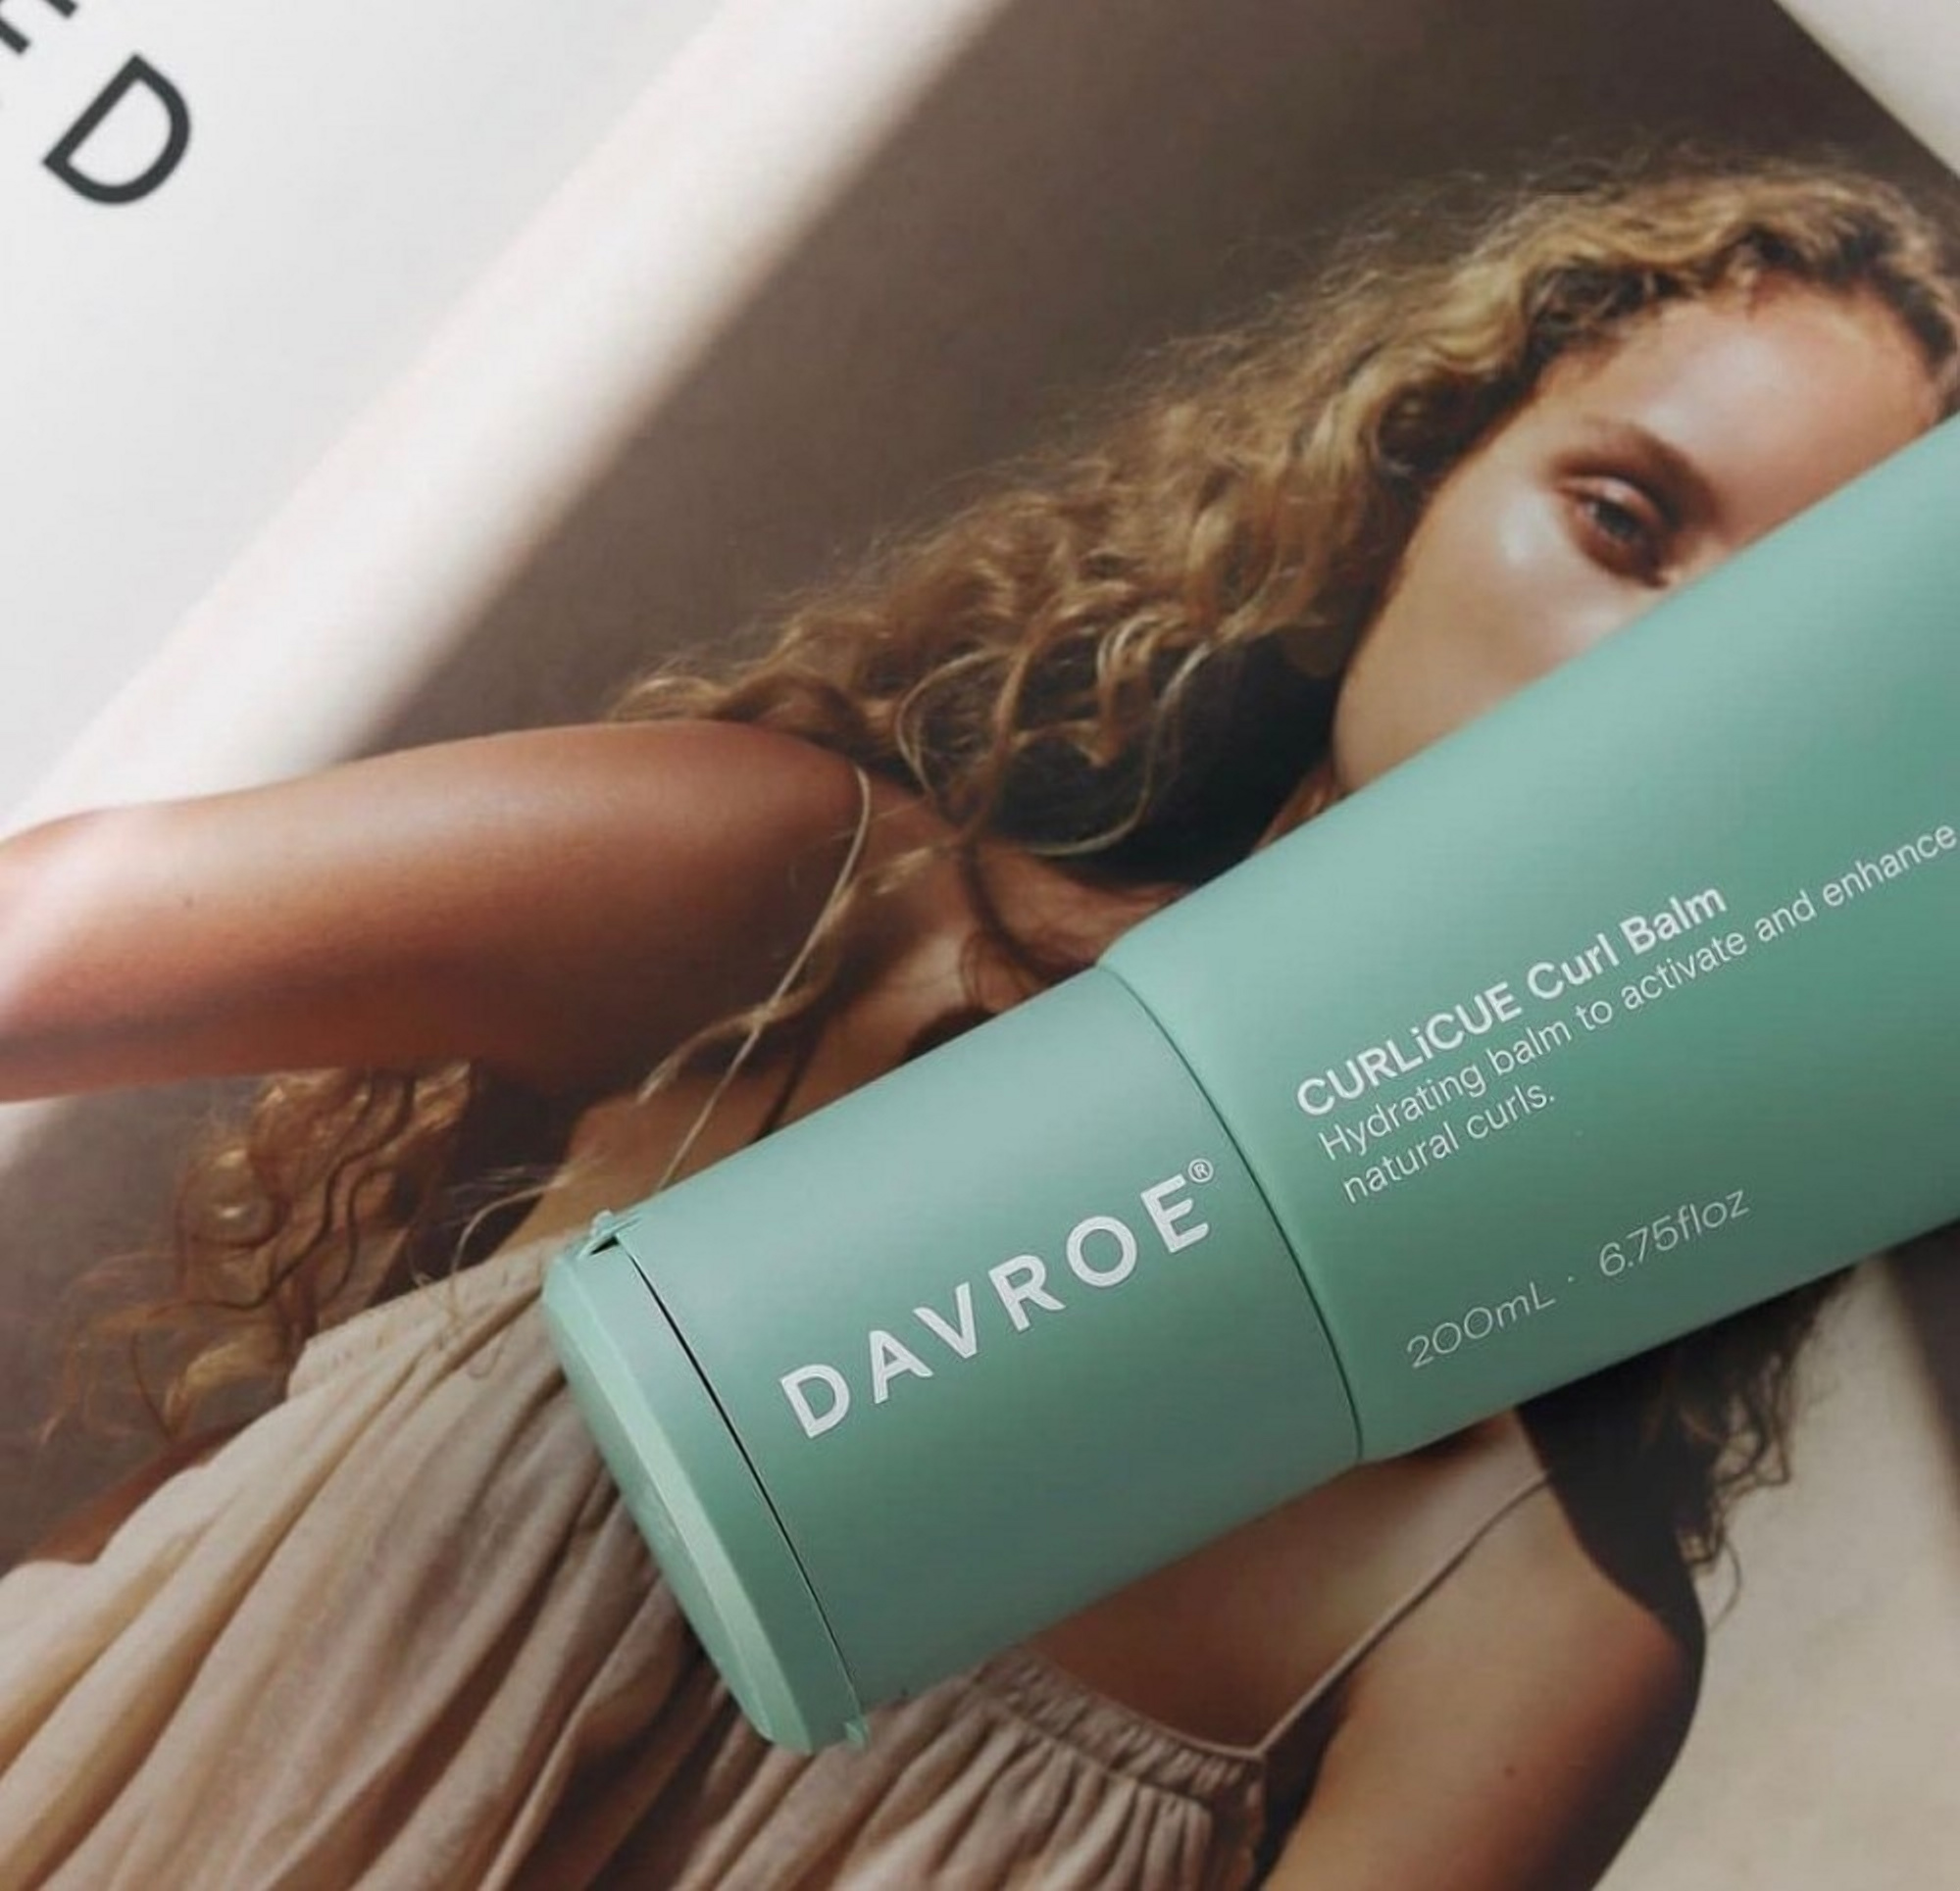 D
DAVROE®
CURLiCUE Curl Balm
Hydrating balm to activate and enhance
natural curls.
200mL · 6.75floz